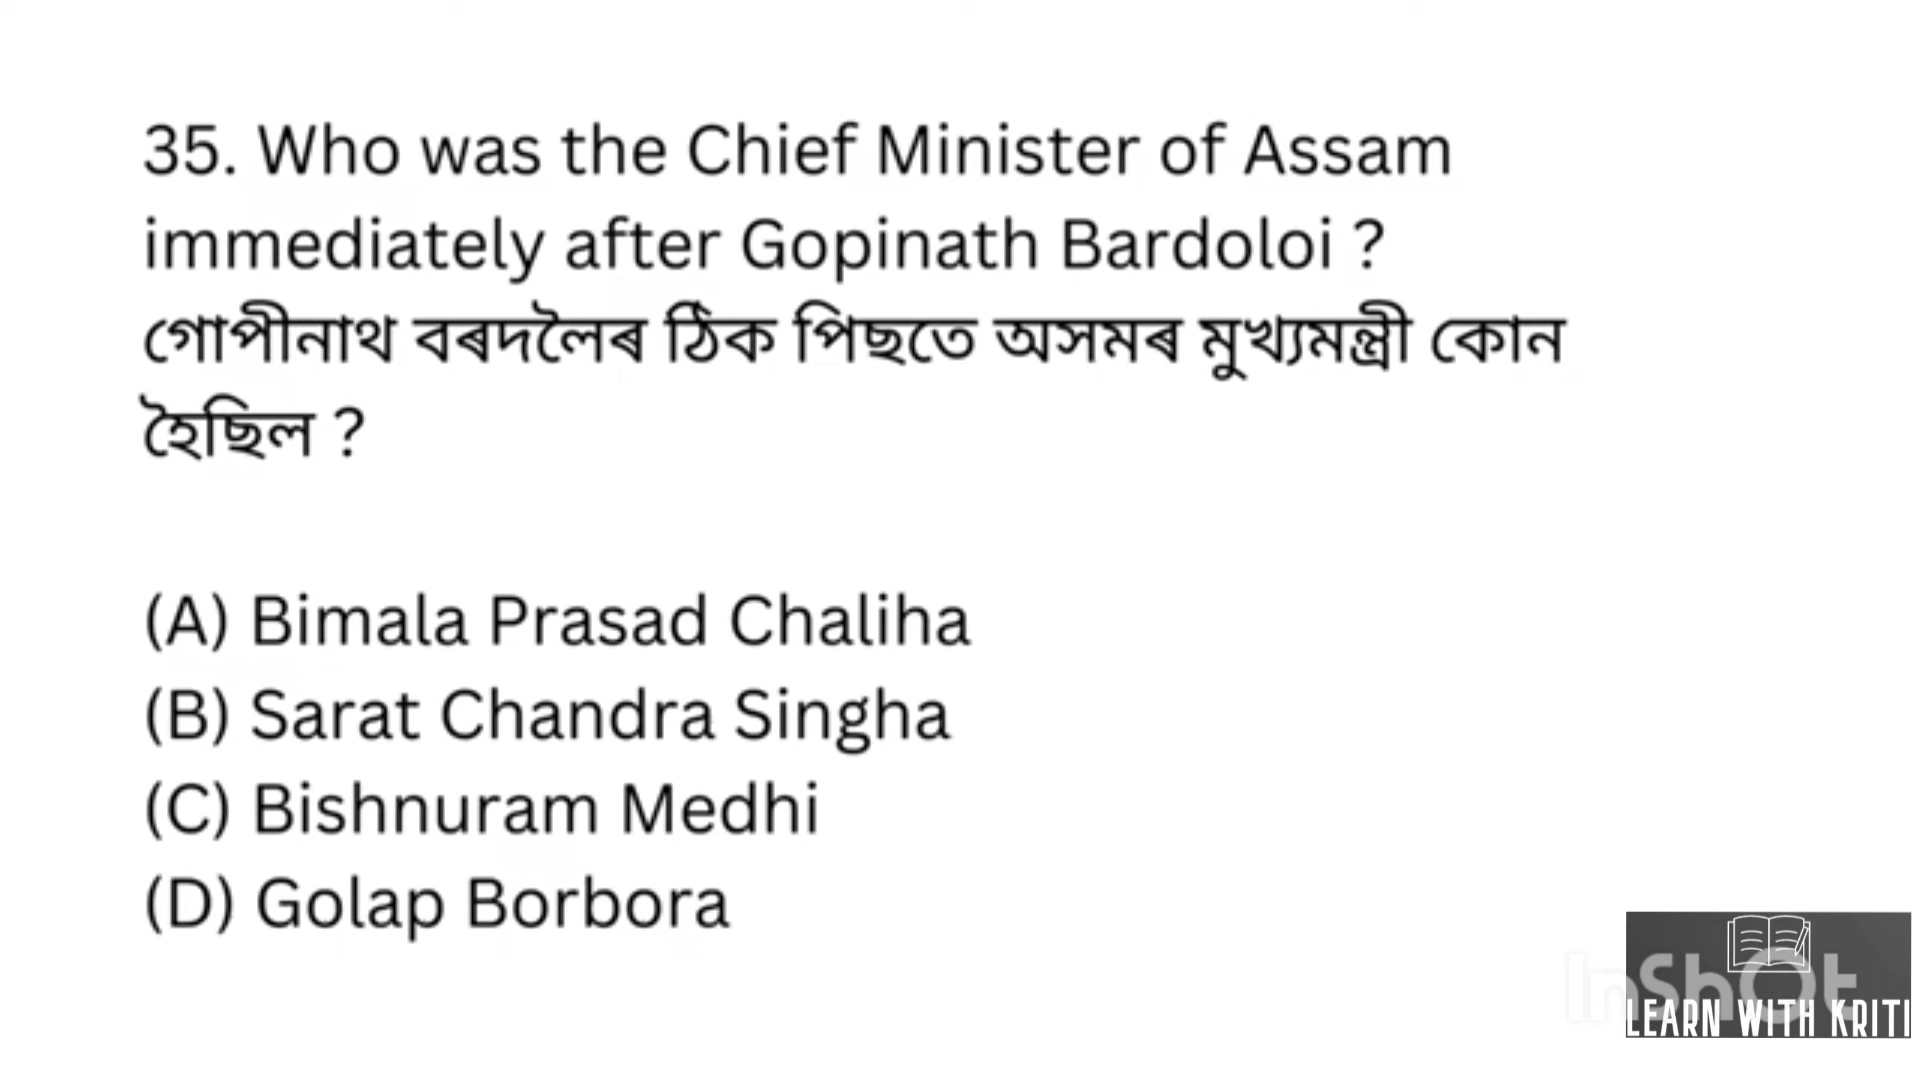 35. Who was the Chief Minister of Assam
immediately after Gopinath Bardoloi ?
গোপীনাথ বৰদলৈৰ ঠিক পিছতে অসমৰ মুখ্যমন্ত্ৰী কোন
হৈছিল ?
(A) Bimala Prasad Chaliha
(B) Sarat Chandra Singha
(C) Bishnuram Medhi
(D) Golap Borbora
InShOt
LEARN WITH KRITI